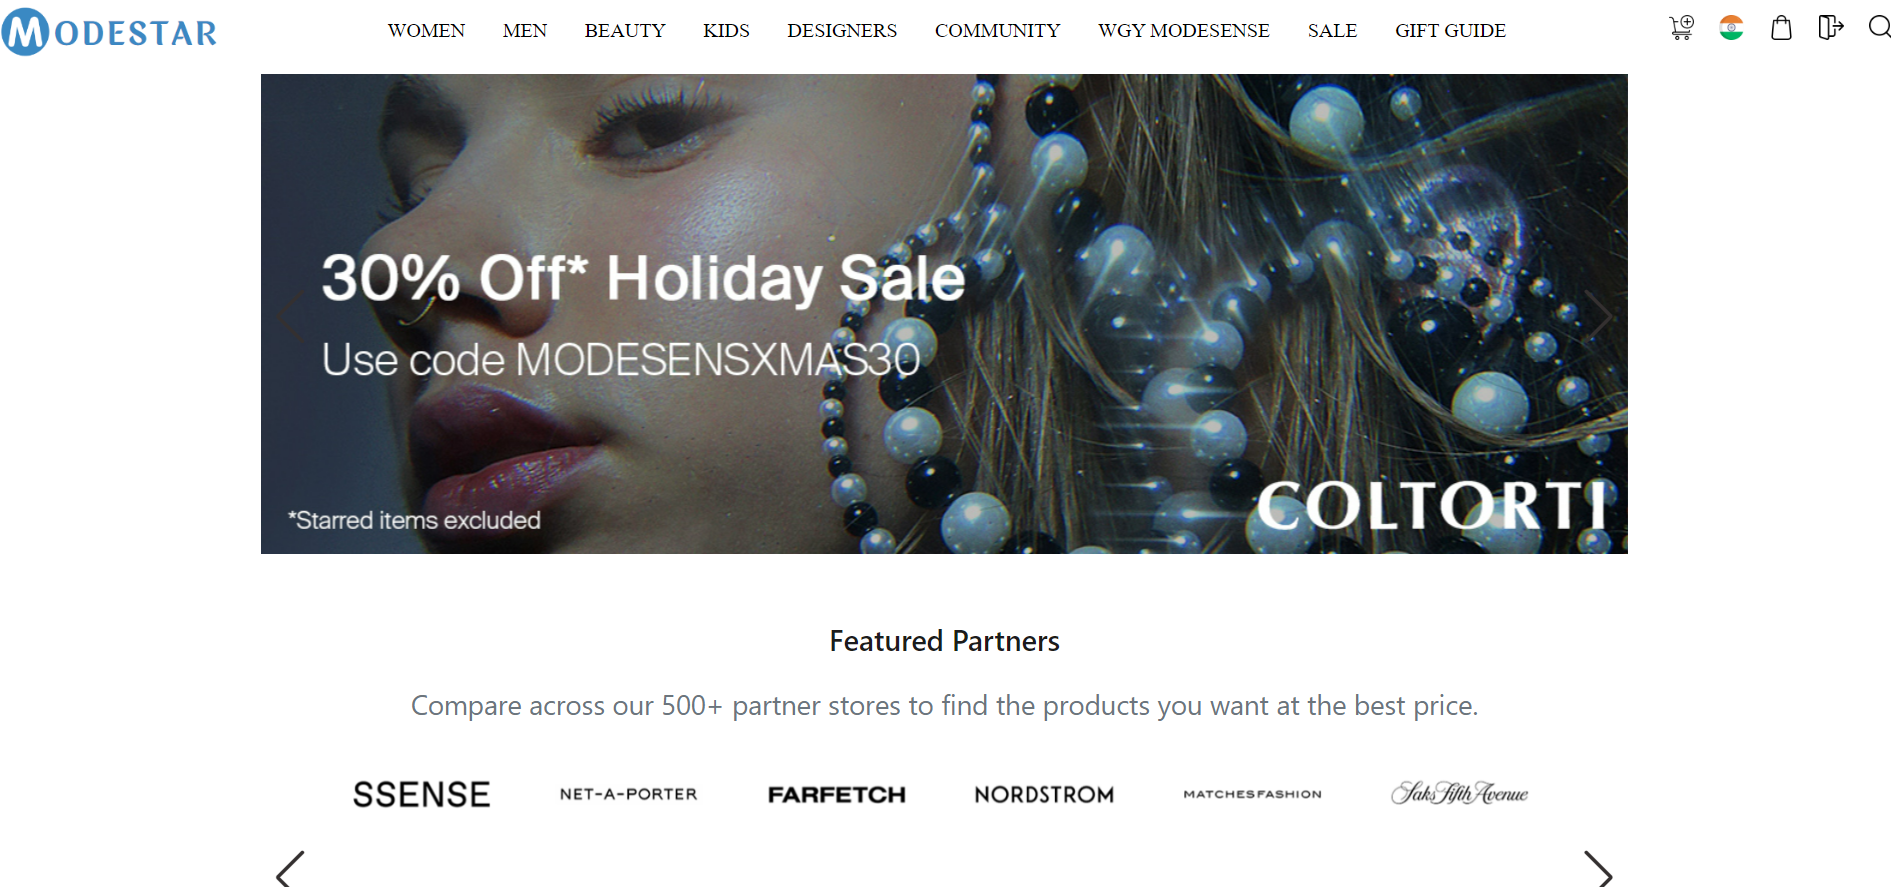 MODESTAR
WOMEN MEN BEAUTY KIDS DESIGNERS COMMUNITY WGY MODESENSE SALE GIFT GUIDE
30% Off* Holiday Sale
Use code MODESENSXMAS30
*Starred items excluded
COLTORTI
Featured Partners
Compare across our 500+ partner stores to find the products you want at the best price.
SSENSE NET-A-PORTER FARFETCH NORDSTROM MATCHESFASHION Saks Fifth Avenue